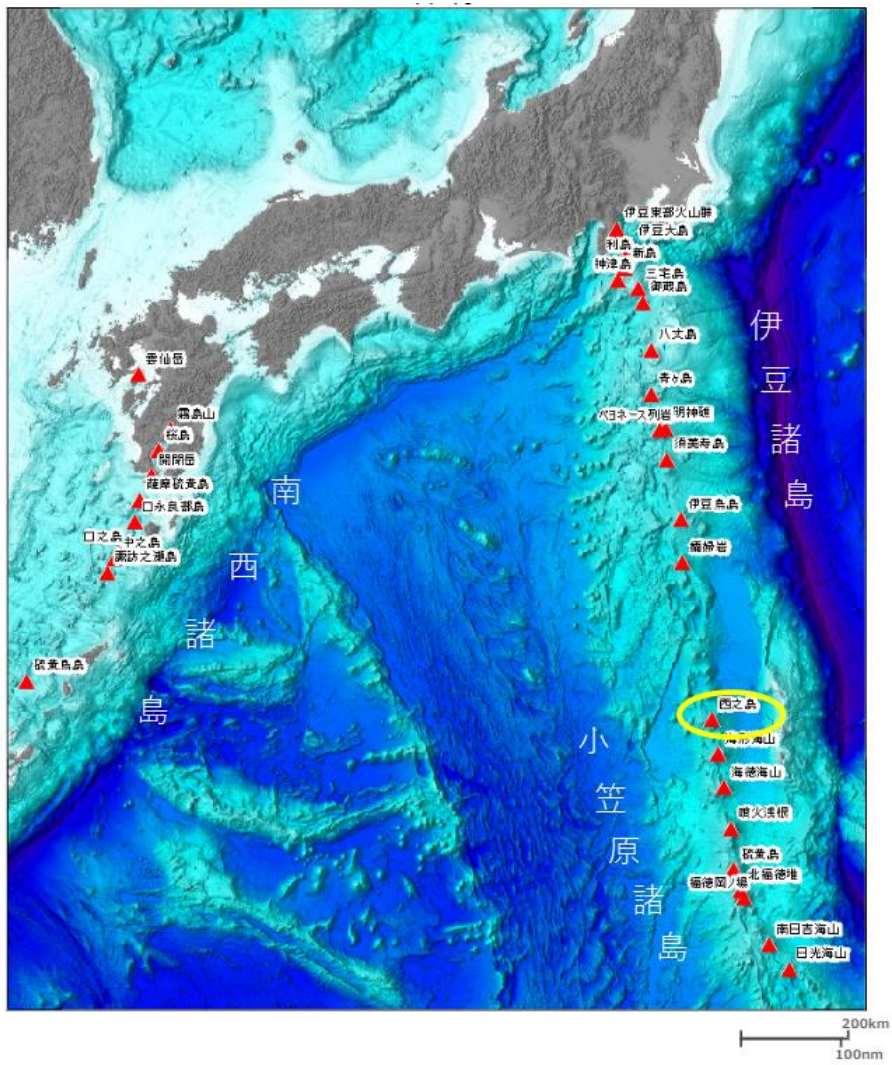 伊豆東部火山群
伊豆大島
利島
新島
神津島
三宅島
御蔵島
八丈島
青ヶ島
ベヨネース列岩
明神礁
須美寿島
伊豆鳥島
孀婦岩
西之島
海形海山
海徳海山
噴火浅根
硫黄島
北福徳堆
福徳岡ノ場
南日吉海山
日光海山
雲仙岳
霧島山
桜島
開聞岳
薩摩硫黄島
口永良部島
口之島
中之島
諏訪之瀬島
硫黄鳥島
伊豆諸島
南西諸島
小笠原諸島
200km
100nm